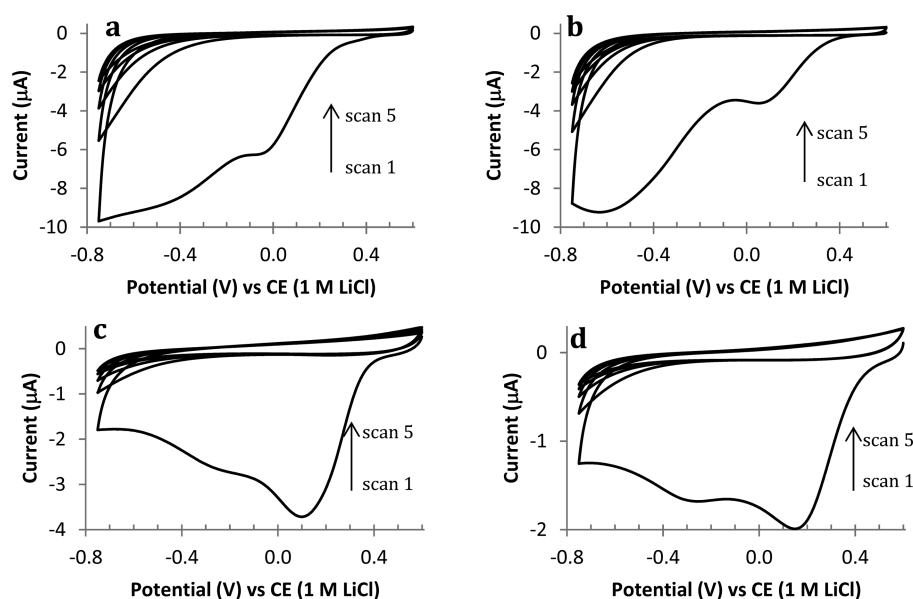 a
0
-2
-4
-6
-8
-10
Current (μA)
scan 5
scan 1
-0.8
-0.4
0.0
0.4
Potential (V) vs CE (1 M LiCl)
b
0
-2
-4
-6
-8
-10
Current (μA)
scan 5
scan 1
-0.8
-0.4
0.0
0.4
Potential (V) vs CE (1 M LiCl)
c
0
-1
-2
-3
-4
Current (μA)
scan 5
scan 1
-0.8
-0.4
0.0
0.4
Potential (V) vs CE (1 M LiCl)
d
0
-1
-2
Current (μA)
scan 5
scan 1
-0.8
-0.4
0.0
0.4
Potential (V) vs CE (1 M LiCl)